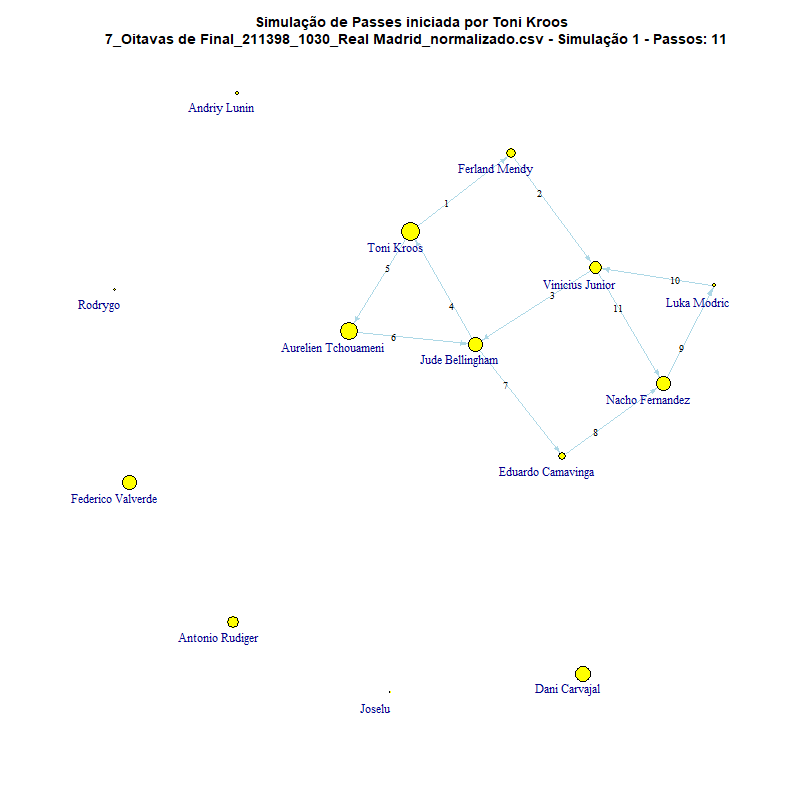 Simulação de Passes iniciada por Toni Kroos
7_Oitavas de Final_211398_1030_Real Madrid_normalizado.csv - Simulação 1 - Passos: 11
Andriy Lunin
Ferland Mendy
2
1
Toni Kroos
5
Vinicius Junior
10
3
Luka Modric
Rodrygo
4
11
6
Aurelien Tchouameni
Jude Bellingham
9
7
Nacho Fernandez
8
Eduardo Camavinga
Federico Valverde
Antonio Rudiger
Dani Carvajal
Joselu